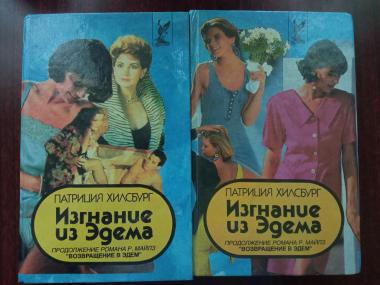 ПАТРИЦИЯ ХИЛСБУРГ
Изгнание
из Эдема
ПРОДОЛЖЕНИЕ РОМАНА Р. МАЙЛЗ
"ВОЗВРАЩЕНИЕ В ЭДЕМ"
ПАТРИЦИЯ ХИЛСБУРГ
Изгнание
из Эдема
ПРОДОЛЖЕНИЕ РОМАНА Р. МАЙЛЗ
"ВОЗВРАЩЕНИЕ В ЭДЕМ"